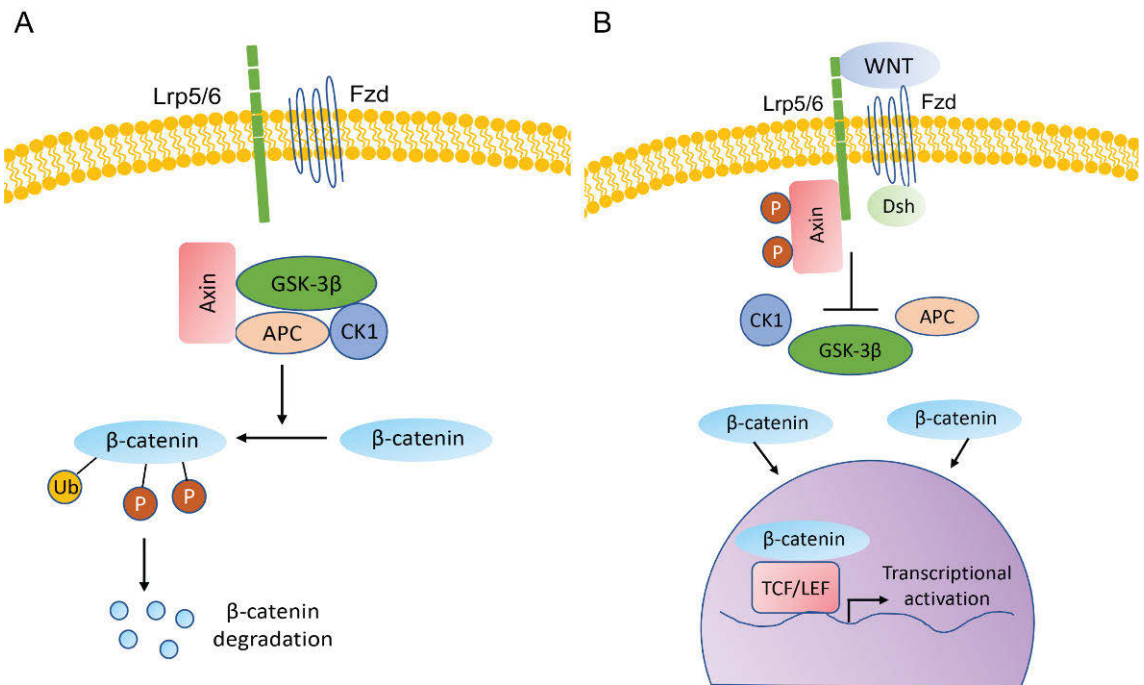 A
Lrp5/6
Fzd
Axin
GSK-3β
APC
CK1
β-catenin
β-catenin
Ub
P
P
β-catenin
degradation
B
WNT
Lrp5/6
Fzd
P
P
Axin
Dsh
CK1
APC
GSK-3β
β-catenin
β-catenin
β-catenin
TCF/LEF
Transcriptional
activation